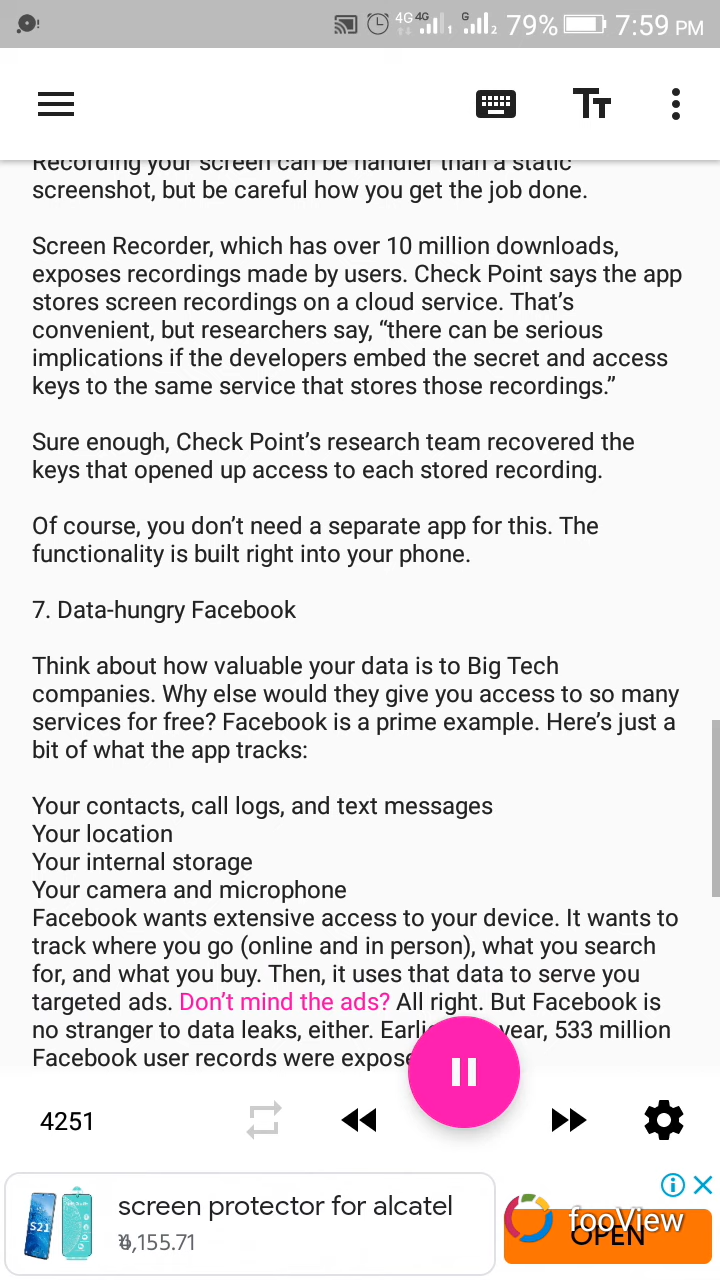 4G 4G 1 G 2 79% 7:59 PM
TT
Recording your screen can be handier than a static
screenshot, but be careful how you get the job done.
Screen Recorder, which has over 10 million downloads,
exposes recordings made by users. Check Point says the app
stores screen recordings on a cloud service. That’s
convenient, but researchers say, “there can be serious
implications if the developers embed the secret and access
keys to the same service that stores those recordings.”
Sure enough, Check Point’s research team recovered the
keys that opened up access to each stored recording.
Of course, you don’t need a separate app for this. The
functionality is built right into your phone.
7. Data-hungry Facebook
Think about how valuable your data is to Big Tech
companies. Why else would they give you access to so many
services for free? Facebook is a prime example. Here’s just a
bit of what the app tracks:
Your contacts, call logs, and text messages
Your location
Your internal storage
Your camera and microphone
Facebook wants extensive access to your device. It wants to
track where you go (online and in person), what you search
for, and what you buy. Then, it uses that data to serve you
targeted ads. Don’t mind the ads? All right. But Facebook is
no stranger to data leaks, either. year, 533 million
Facebook user records were
4251
screen protector for alcatel
S21
,155.71
fooView
OPEN